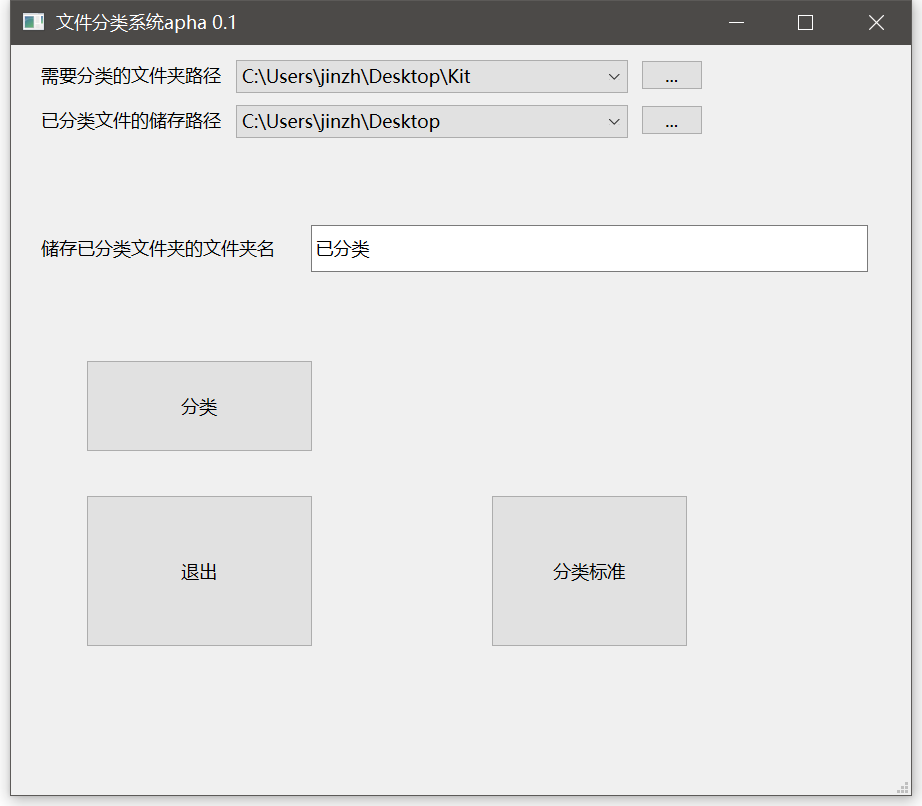 文件分类系统apha 0.1
需要分类的文件夹路径 C:\Users\jinzh\Desktop\Kit ...
已分类文件的储存路径 C:\Users\jinzh\Desktop ...
储存已分类文件夹的文件夹名 已分类
分类
退出 分类标准